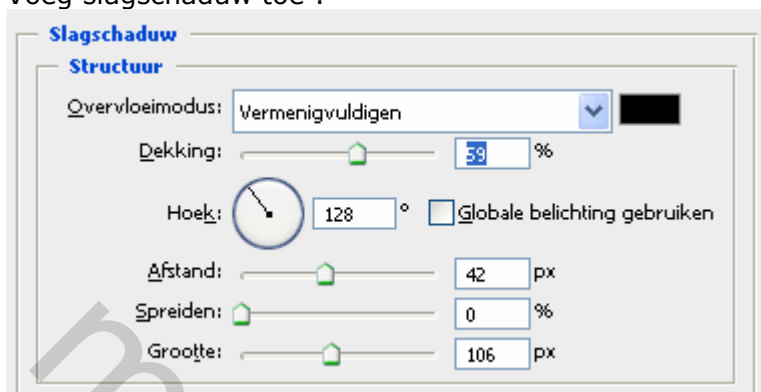 Voeg slagschaduw toe :
Slagschaduw
Structuur
Overvloeimodus: Vermenigvuldigen
Dekking: 59 %
Hoek: 128 ° Globale belichting gebruiken
Afstand: 42 px
Spreiden: 0 %
Grootte: 106 px